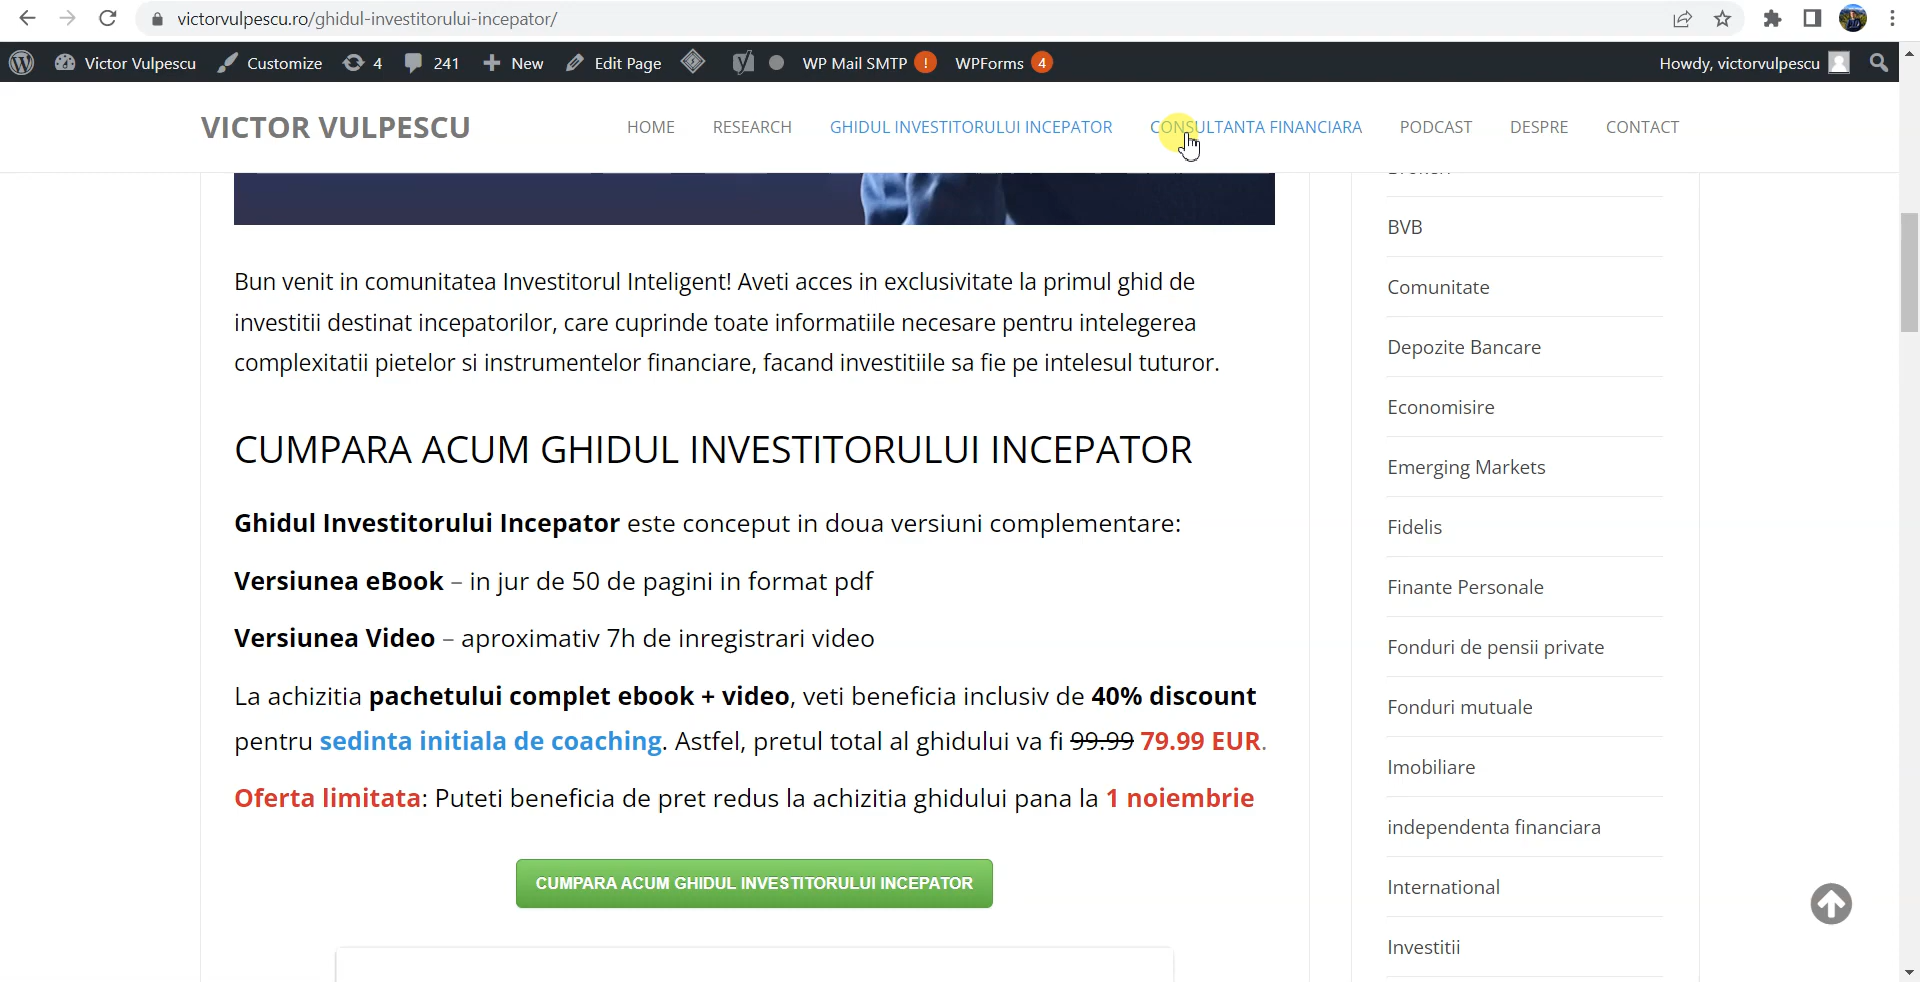 victorvulpescu.ro/ghidul-investitorului-incepator/
Victor Vulpescu Customize 4 241 New Edit Page WP Mail SMTP ! WPForms 4 Howdy, victorvulpescu
VICTOR VULPESCU
HOME RESEARCH GHIDUL INVESTITORULUI INCEPATOR CONSULTANTA FINANCIARA PODCAST DESPRE CONTACT
Bun venit in comunitatea Investitorul Inteligent! Aveti acces in exclusivitate la primul ghid de
investitii destinat incepatorilor, care cuprinde toate informatiile necesare pentru intelegerea
complexitatii pietelor si instrumentelor financiare, facand investitiile sa fie pe intelesul tuturor.
CUMPARA ACUM GHIDUL INVESTITORULUI INCEPATOR
Ghidul Investitorului Incepator este conceput in doua versiuni complementare:
Versiunea eBook – in jur de 50 de pagini in format pdf
Versiunea Video – aproximativ 7h de inregistrari video
La achizitia pachetului complet ebook + video, veti beneficia inclusiv de 40% discount
pentru sedinta initiala de coaching. Astfel, pretul total al ghidului va fi 99.99 79.99 EUR.
Oferta limitata: Puteti beneficia de pret redus la achizitia ghidului pana la 1 noiembrie
CUMPARA ACUM GHIDUL INVESTITORULUI INCEPATOR
BVB
Comunitate
Depozite Bancare
Economisire
Emerging Markets
Fidelis
Finante Personale
Fonduri de pensii private
Fonduri mutuale
Imobiliare
independenta financiara
International
Investitii